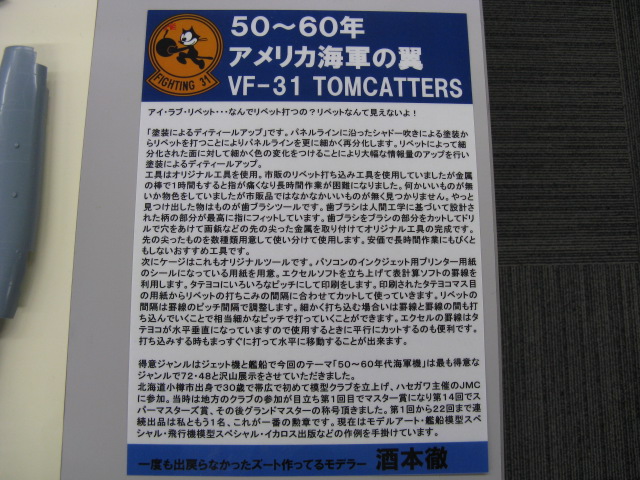 50～60年
アメリカ海軍の翼
VF-31 TOMCATTERS
FIGHTING 31
アイ・ラブ・リベット・・・なんでリベット打つの？リベットなんて見えないよ！
「塗装によるディティールアップ」です。パネルラインに沿ったシャドー吹きによる塗装か
らリベットを打つことによりパネルラインを更に細かく再分化します。リベットによって細
分化された面に対して細かく色の変化をつけることにより大幅な情報量のアップを行い
塗装によるディティールアップ。
工具はオリジナル工具を使用。市販のリベット打ち込み工具を使用していましたが金属
の棒で1時間もすると指が痛くなり長時間作業が困難になりました。何かいいものが無
いか物色をしていましたが市販品ではなかなかいいものが無く見つかりません。やっと
見つけ出した物はものが歯ブラシツールです。歯ブラシは人間工学に基づいて設計さ
れた柄の部分が最高に指にフィットしています。歯ブラシをブラシの部分をカットしてドリ
ルで穴をあけて画鋲などの先の尖った金属を取り付けてオリジナル工具の完成です。
先の尖ったものを数種類用意して使い分けて使用します。安価で長時間作業にもびくと
もしないおすすめ工具です。
次にケージはこれもオリジナルツールです。パソコンのインクジェット用プリンター用紙
のシールになっている用紙を用意。エクセルソフトを立ち上げて表計算ソフトの罫線を
利用します。タテヨコにいろいろなピッチにして印刷をします。印刷されたタテヨコマス目
の用紙からリベットの打ちこみの間隔に合わせてカットして使っていきます。リベットの
間隔は罫線のピッチ間隔で調整します。細かく打ち込む場合いは罫線と罫線の間も打
ち込んでいくことで相当細かなピッチで打っていくことができます。エクセルの罫線はタ
テヨコが水平垂直になっていますので使用するときに平行にカットするのも便利です。
打ち込みする時もまっすぐに打って水平に移動することが出来ます。
得意ジャンルはジェット機と艦船で今回のテーマ「50～60年代海軍機」は最も得意な
ジャンルで72・48と沢山展示をさせていただきました。
北海道小樽市出身で30歳で帯広で初めて模型クラブを立上げ、ハセガワ主催のJMC
に参加。当時は地方のクラブの参加が目立ち第1回目でマスター賞になり第14回でス
パーマスターズ賞、その後グランドマスターの称号頂きました。第1回から22回まで連
続出品は私ともう1名、これが一番の勲章です。現在はモデルアート・艦船模型スペ
シャル・飛行機模型スペシャル・イカロス出版などの作例を手掛けています。
一度も出戻らなかったズート作ってるモデラー 酒本徹